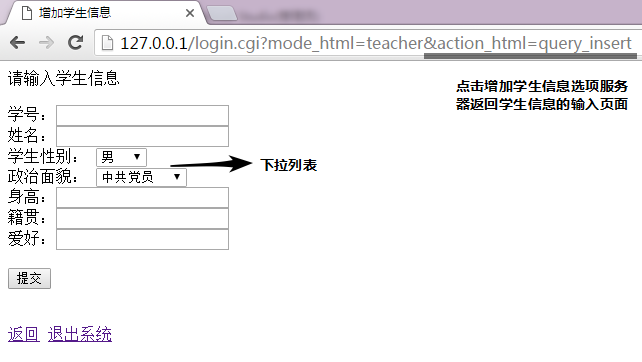 增加学生信息
127.0.0.1/login.cgi?mode_html=teacher&action_html=query_insert
请输入学生信息
点击增加学生信息选项服务
器返回学生信息的输入页面
学号：
姓名：
学生性别： 男
政治面貌： 中共党员
下拉列表
身高：
籍贯：
爱好：
提交
返回 退出系统